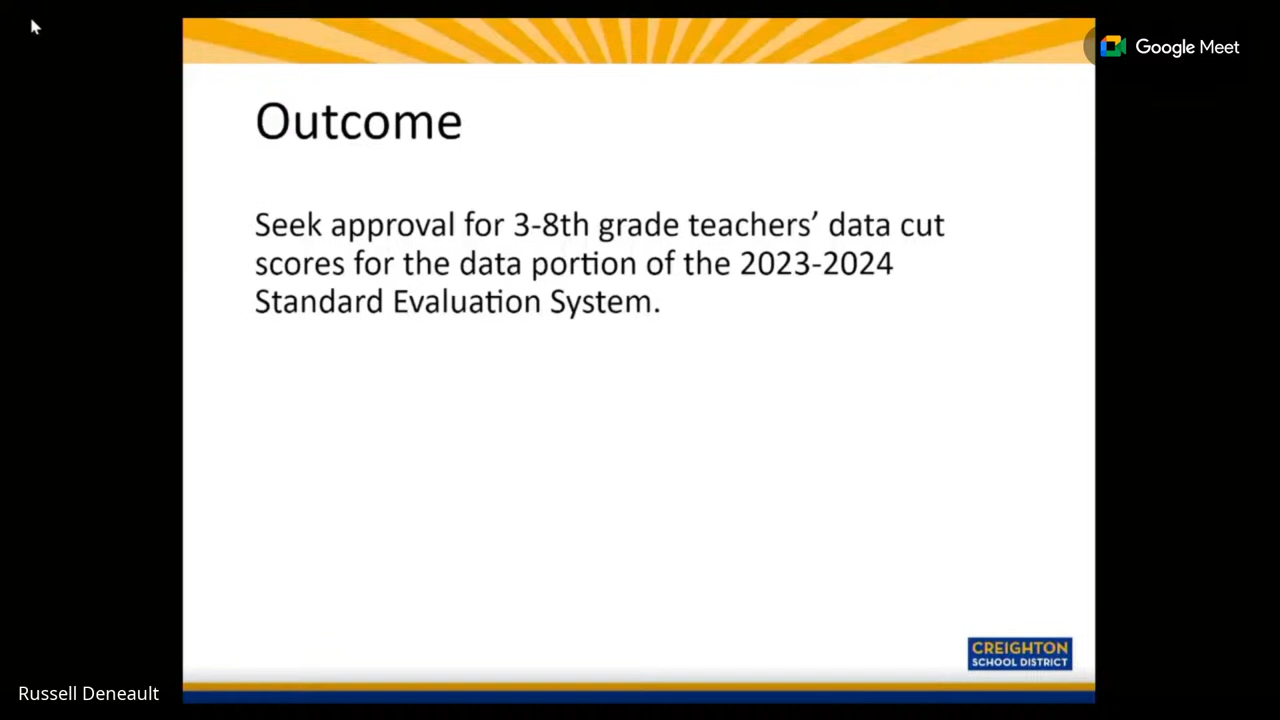 Google Meet
Outcome
Seek approval for 3-8th grade teachers’ data cut
scores for the data portion of the 2023-2024
Standard Evaluation System.
CREIGHTON
SCHOOL DISTRICT
Russell Deneault